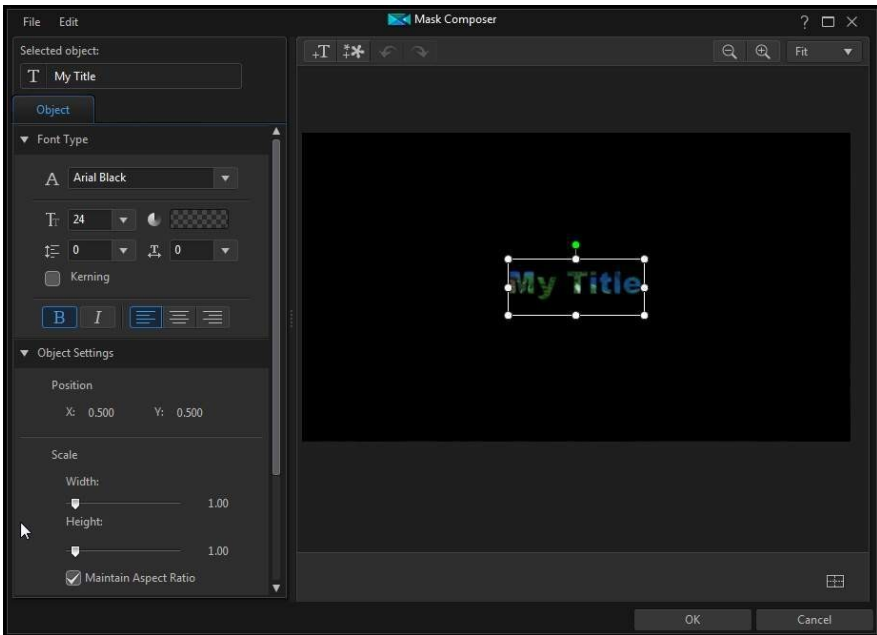 File Edit Mask Composer ?
Selected object:
T My Title
+T Fit
Object
Font Type
A Arial Black
TT 24
0 T 0
Kerning
B I
Object Settings
Position
X: 0.500 Y: 0.500
Scale
Width:
1.00
Height:
1.00
Maintain Aspect Ratio
My Title
OK Cancel